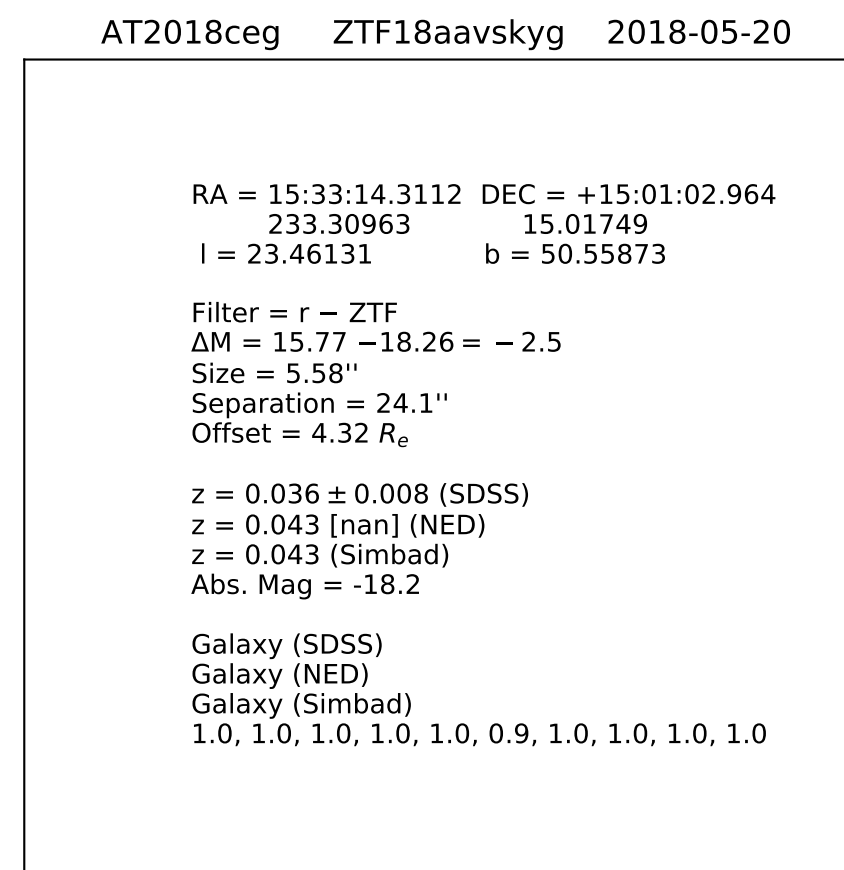 AT2018ceg ZTF18aavskyg 2018-05-20
RA = 15:33:14.3112 DEC = +15:01:02.964
233.30963 15.01749
l = 23.46131 b = 50.55873
Filter = r − ZTF
ΔM = 15.77 −18.26 = − 2.5
Size = 5.58''
Separation = 24.1''
Offset = 4.32 Rₑ
z = 0.036 ± 0.008 (SDSS)
z = 0.043 [nan] (NED)
z = 0.043 (Simbad)
Abs. Mag = -18.2
Galaxy (SDSS)
Galaxy (NED)
Galaxy (Simbad)
1.0, 1.0, 1.0, 1.0, 1.0, 0.9, 1.0, 1.0, 1.0, 1.0